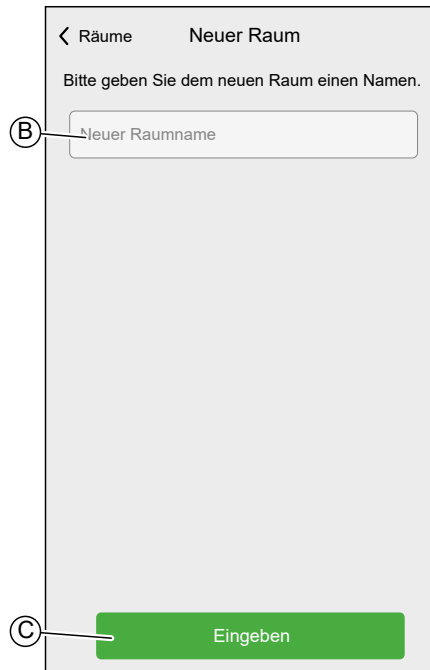 Räume Neuer Raum
Bitte geben Sie dem neuen Raum einen Namen.
B Neuer Raumname
C Eingeben